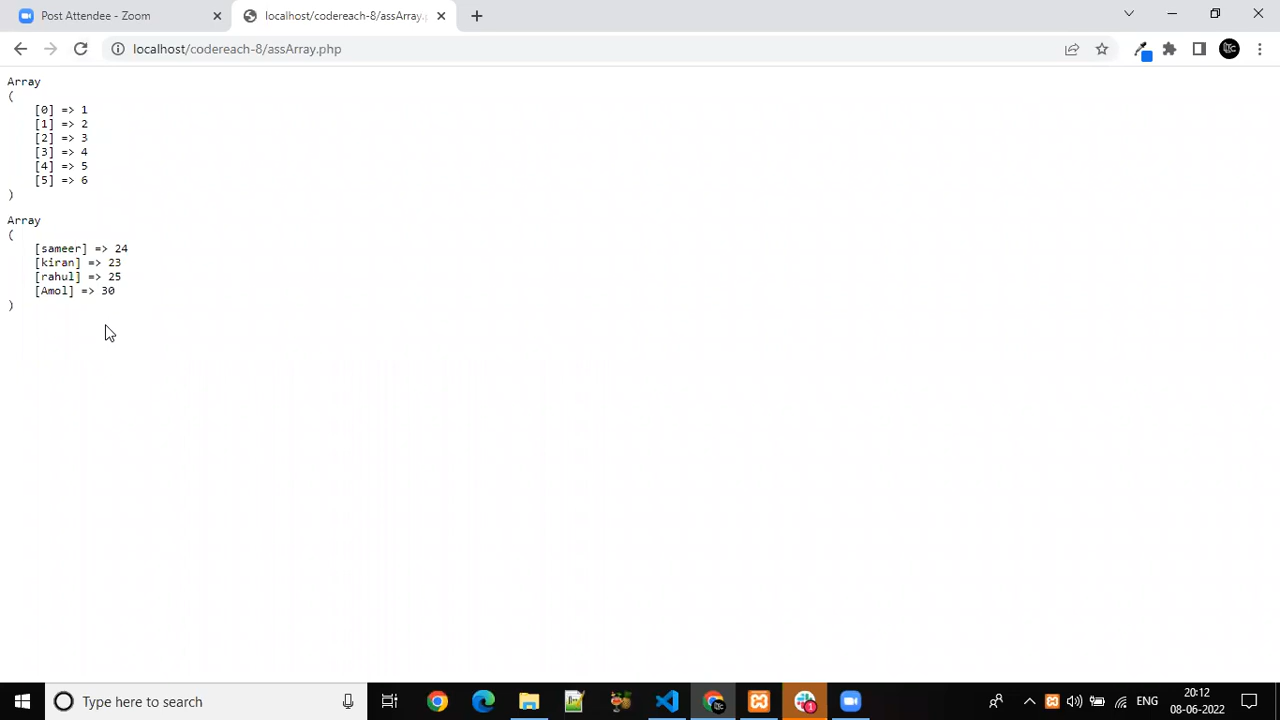 Post Attendee - Zoom
localhost/codereach-8/assArray.p
localhost/codereach-8/assArray.php
LTC
Array
(
[0] => 1
[1] => 2
[2] => 3
[3] => 4
[4] => 5
[5] => 6
)
Array
(
[sameer] => 24
[kiran] => 23
[rahul] => 25
[Amol] => 30
)
Type here to search
1
ENG
20:12
08-06-2022